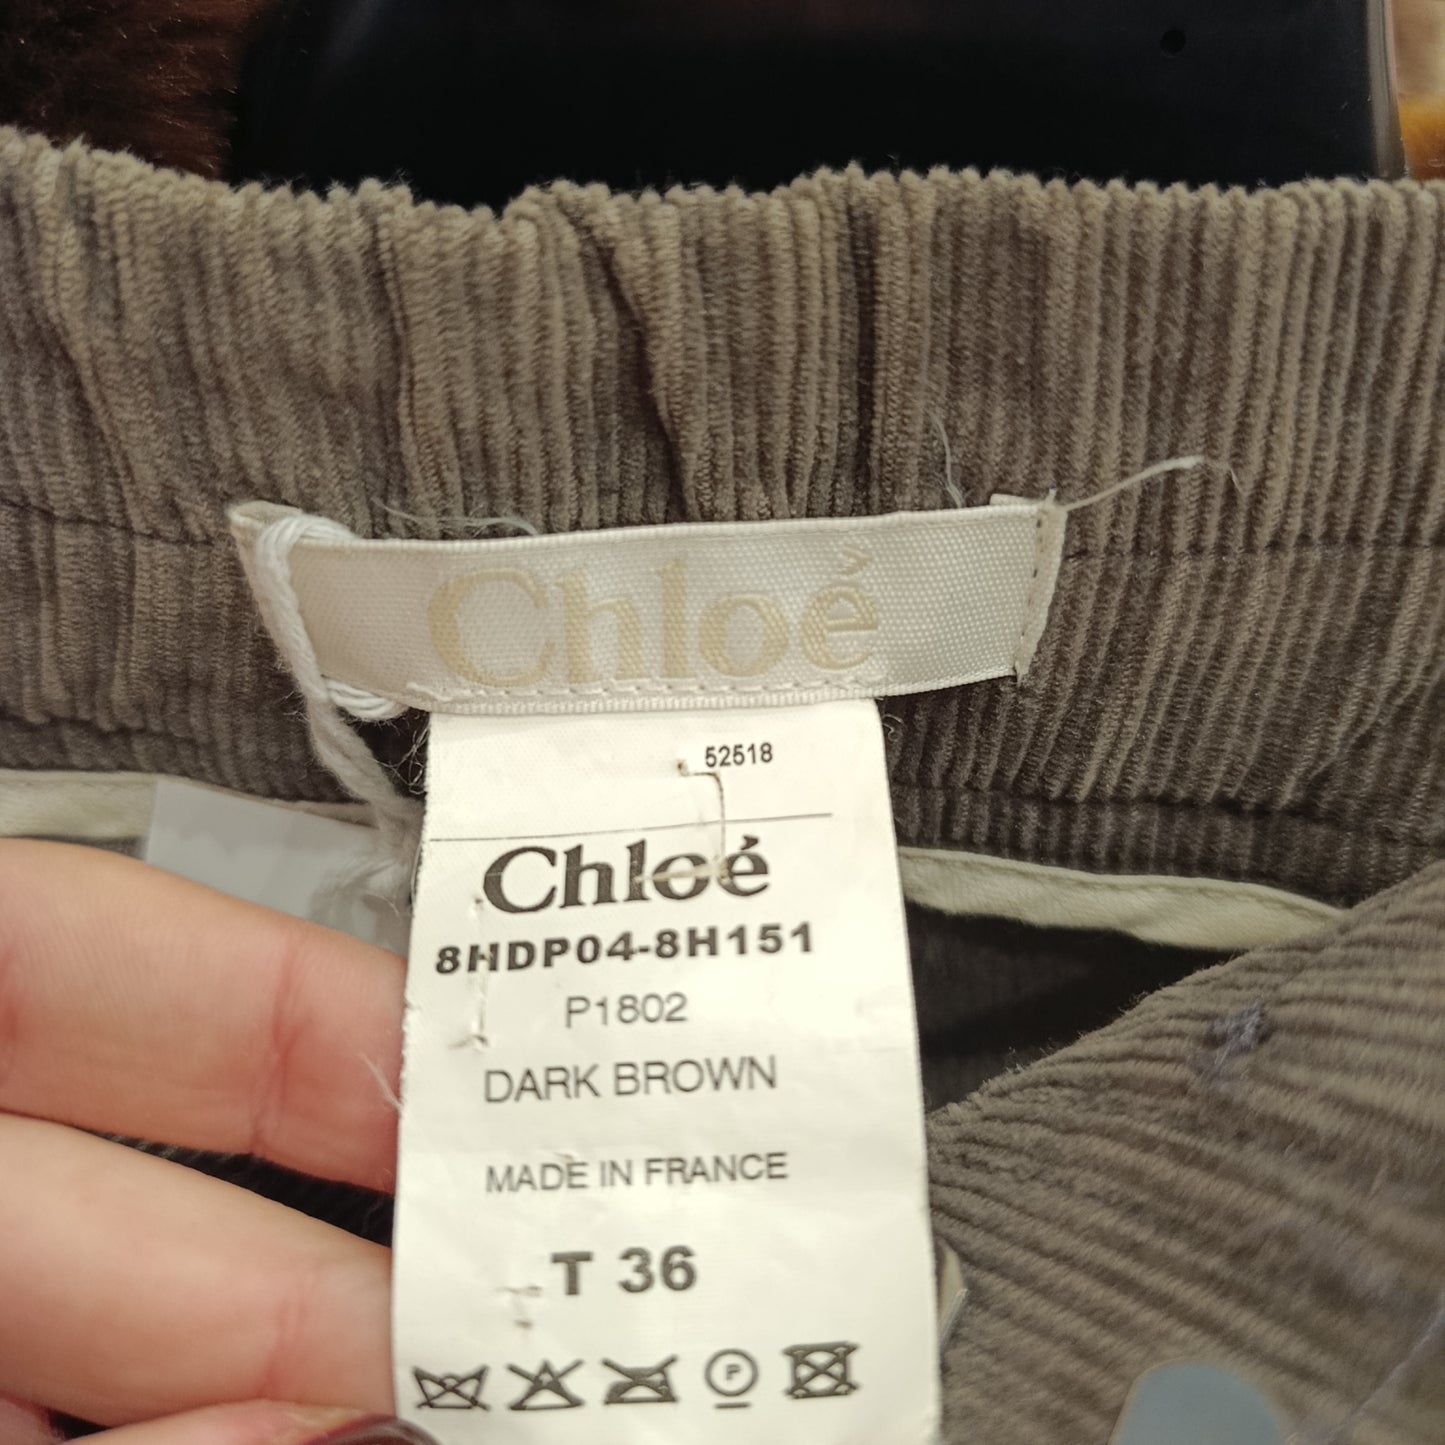 Chloé
52518
Chloé
8HDP04-8H151
P1802
DARK BROWN
MADE IN FRANCE
T 36
P